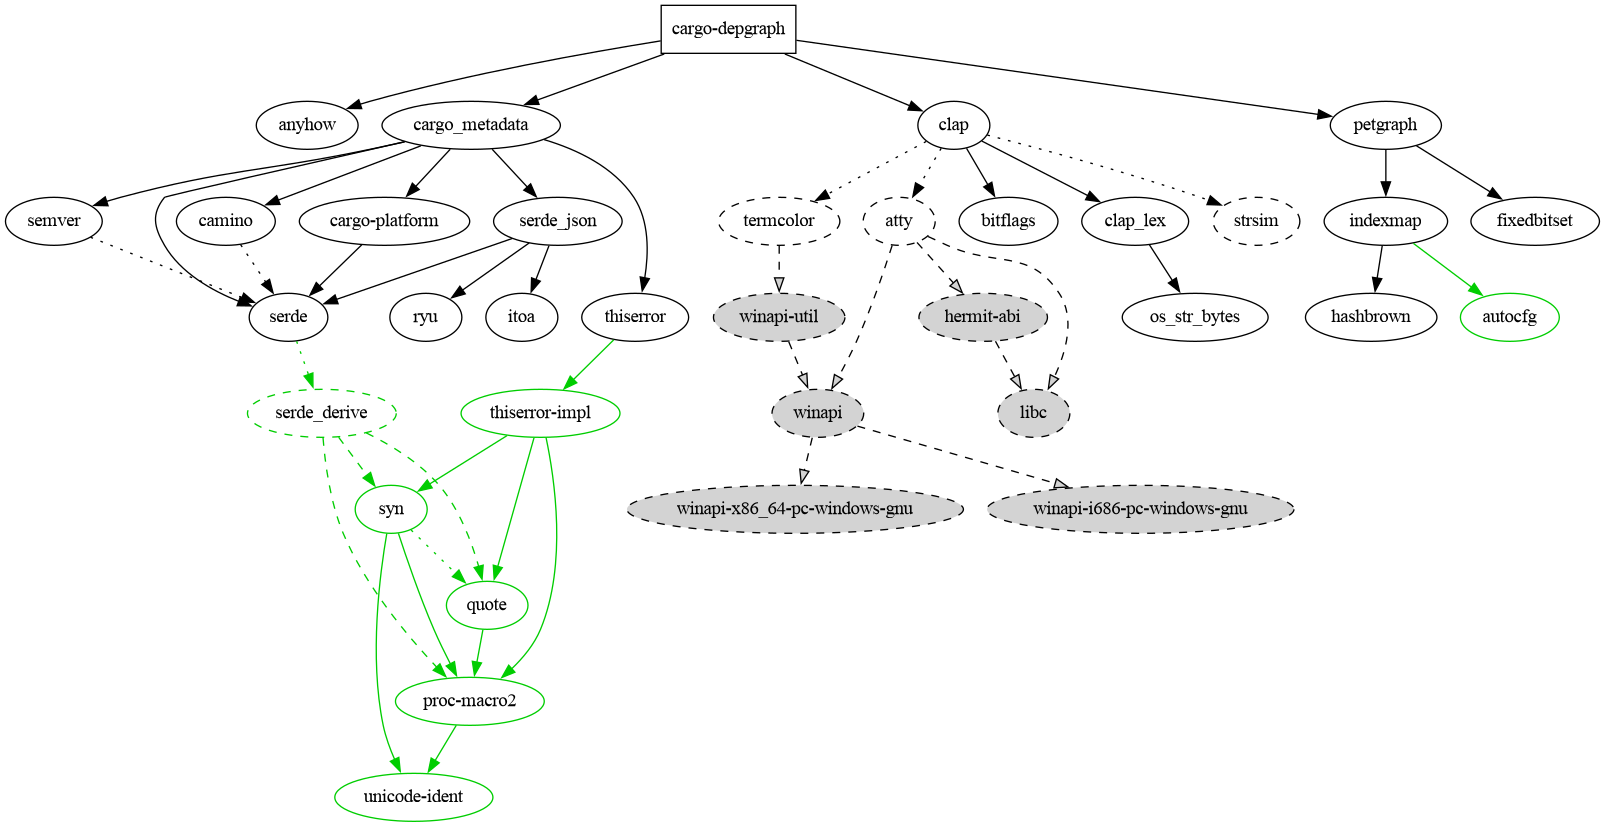 cargo-depgraph
anyhow
cargo_metadata
clap
petgraph
semver
camino
cargo-platform
serde_json
termcolor
atty
bitflags
clap_lex
strsim
indexmap
fixedbitset
serde
ryu
itoa
thiserror
winapi-util
hermit-abi
os_str_bytes
hashbrown
autocfg
serde_derive
thiserror-impl
winapi
libc
syn
winapi-x86_64-pc-windows-gnu
winapi-i686-pc-windows-gnu
quote
proc-macro2
unicode-ident